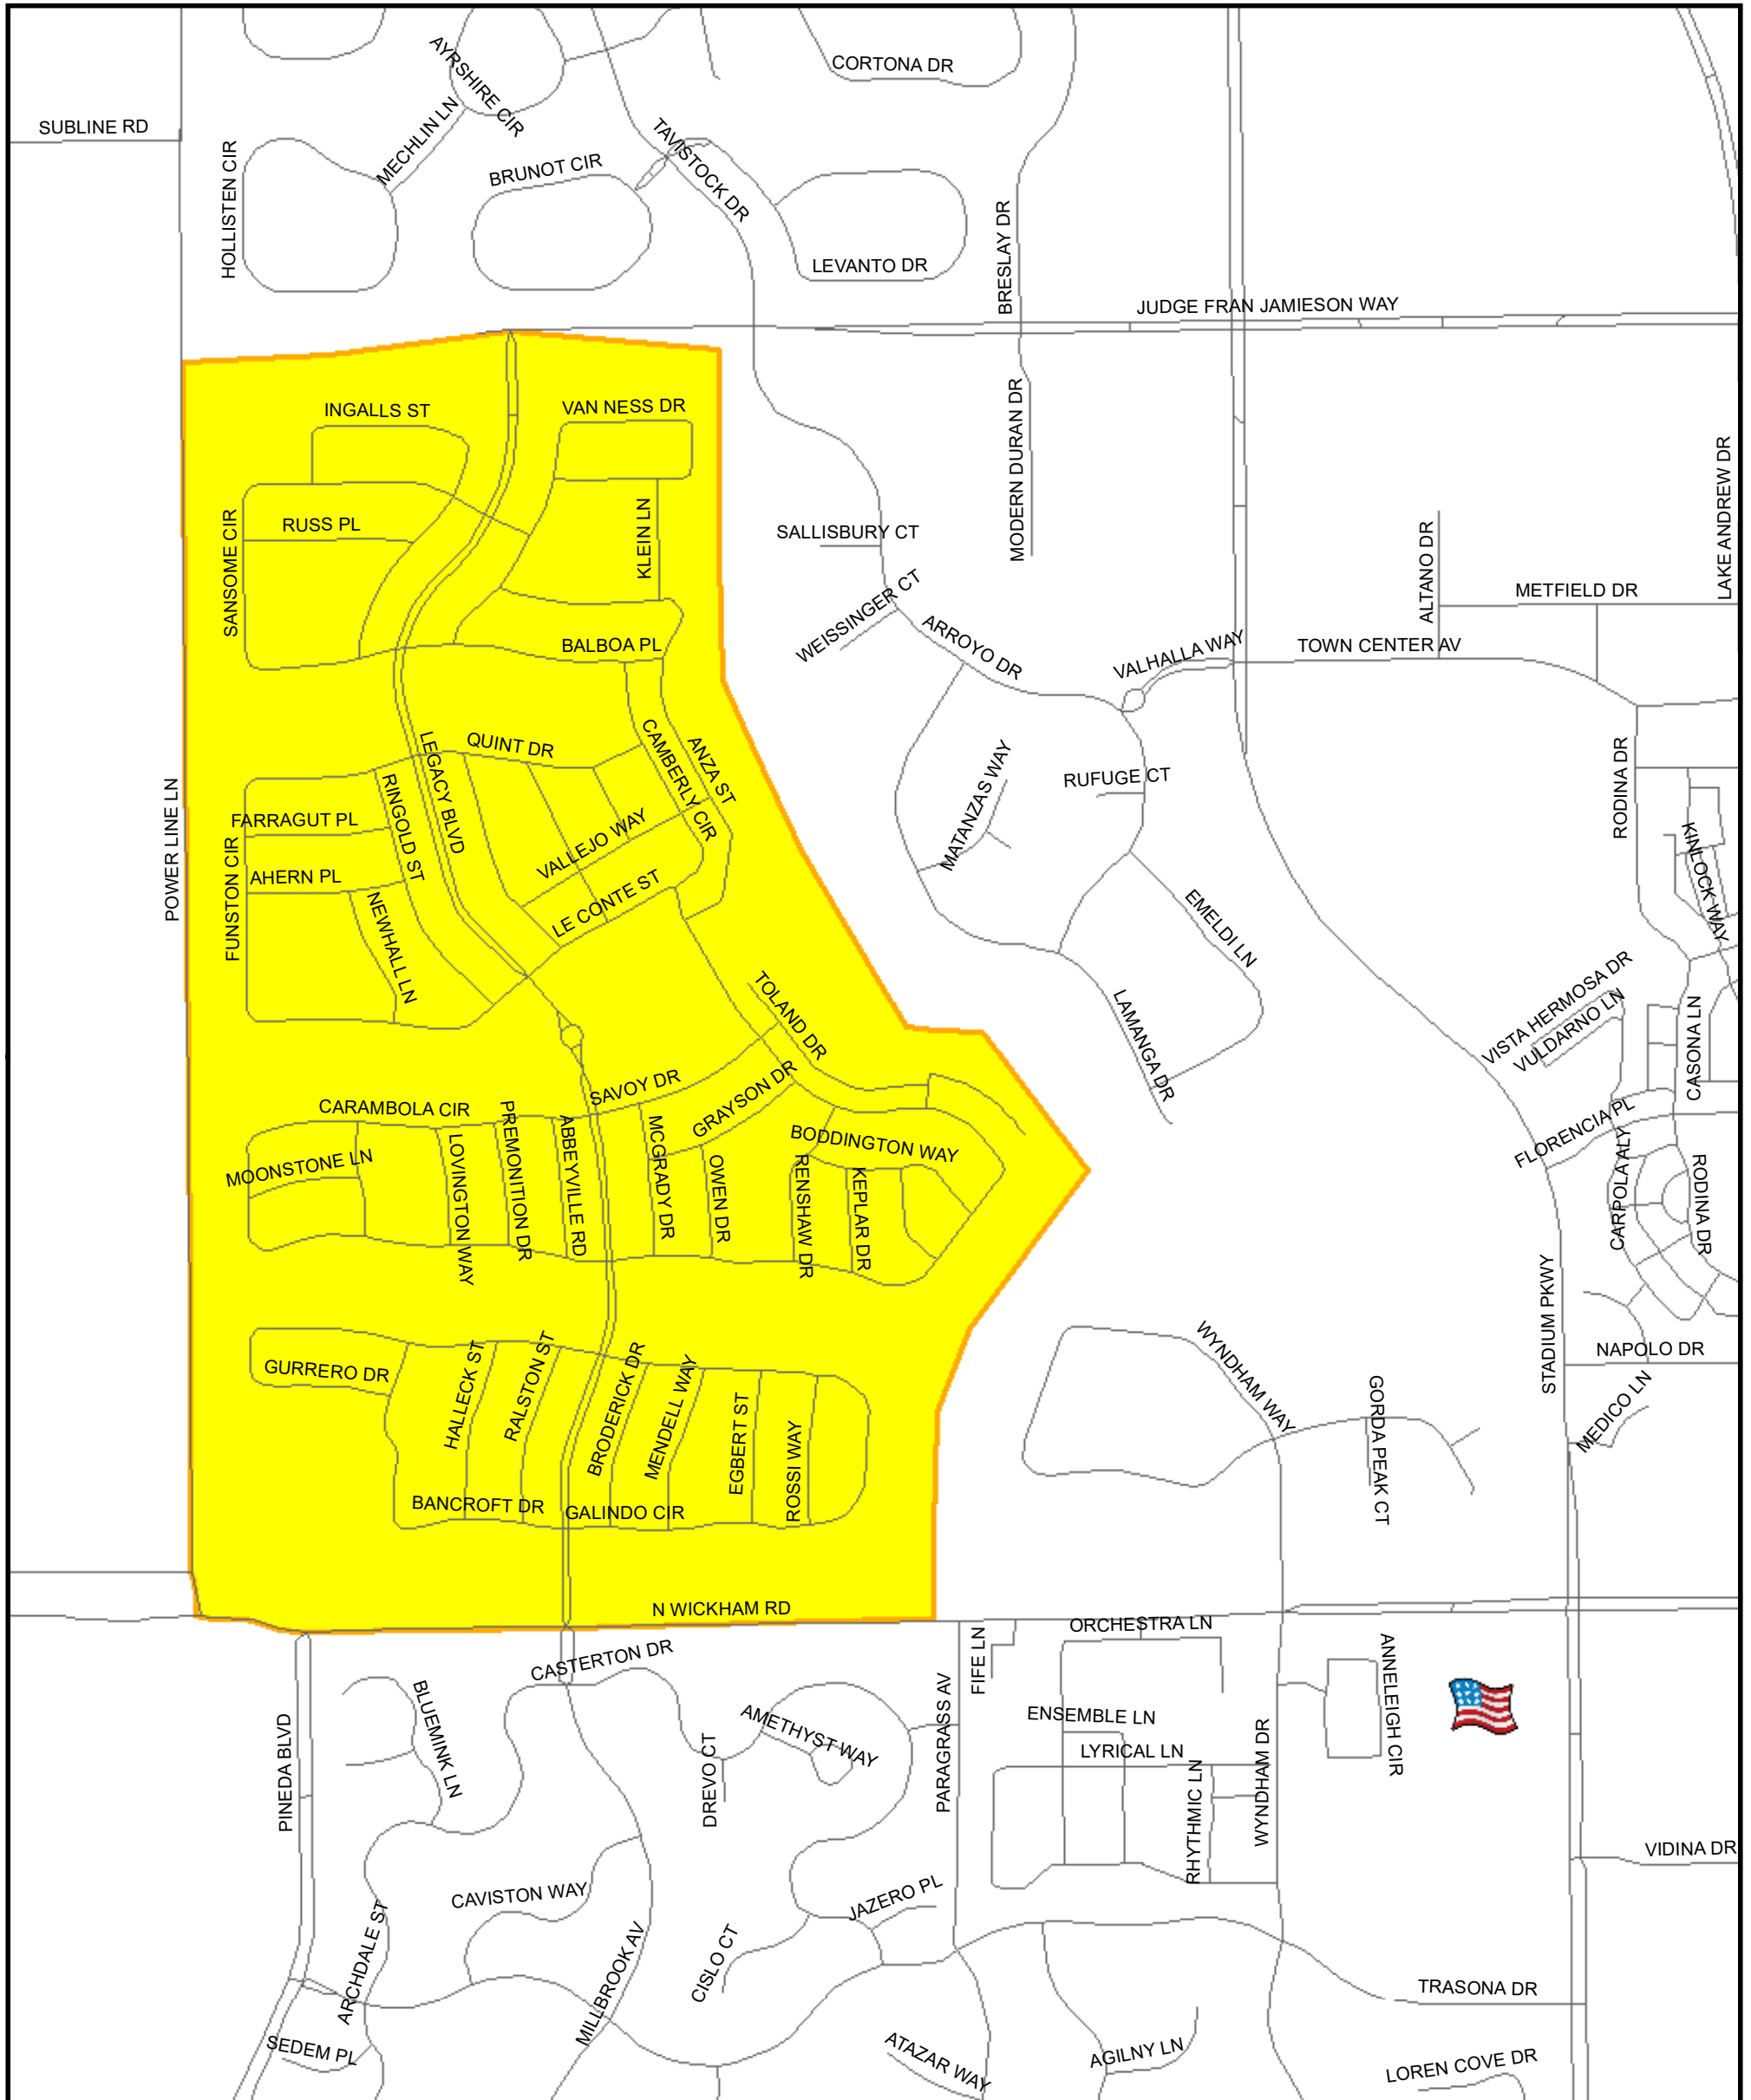 AYRSHIRE CIR
CORTONA DR
SUBLINE RD
MECHLIN LN
TAVISTOCK DR
BRUNOT CIR
HOLLISTEN CIR
BRESLAY DR
LEVANTO DR
JUDGE FRAN JAMIESON WAY
INGALLS ST
VAN NESS DR
MODERN DURAN DR
LAKE ANDREW DR
RUSS PL
KLEIN LN
SANSOME CIR
SALLISBURY CT
ALTANO DR
METFIELD DR
WEISSINGER CT
ARROYO DR
BALBOA PL
VALHALLA WAY
TOWN CENTER AV
LEGACY BLVD
QUINT DR
CAMBERLY CIR
ANZA ST
MATANZAS WAY
RUFUGE CT
RODINA DR
POWER LINE LN
FARRAGUT PL
RINGOLD ST
VALLEJO WAY
KINLOCK WAY
FUNSTON CIR
AHERN PL
NEWHALL LN
LE CONTE ST
EMELDI LN
TOLAND DR
LAMANGA DR
VISTA HERMOSA DR
VULDARNO LN
CASONA LN
SAVOY DR
GRAYSON DR
CARAMBOLA CIR
PREMONITION DR
ABBEYVILLE RD
MCGRADY DR
BODDINGTON WAY
FLORENCIA PL
MOONSTONE LN
LOVINGTON WAY
OWEN DR
RENSHAW DR
KEPLAR DR
CARPOLA ALY
RODINA DR
STADIUM PKWY
GURRERO DR
HALLECK ST
RALSTON ST
BRODERICK DR
MENDELL WAY
EGBERT ST
ROSSI WAY
WYNDHAM WAY
GORDA PEAK CT
NAPOLO DR
MEDICO LN
BANCROFT DR
GALINDO CIR
N WICKHAM RD
ORCHESTRA LN
CASTERTON DR
FIFE LN
ANNELEIGH CIR
BLUEMINK LN
PINEDA BLVD
AMETHYST WAY
DREVO CT
PARAGRASS AV
ENSEMBLE LN
LYRICAL LN
RHYTHMIC LN
WYNDHAM DR
VIDINA DR
CAVISTON WAY
JAZERO PL
ARCHDALE ST
MILLBROOK AV
CISLO CT
TRASONA DR
SEDEM PL
ATAZAR WAY
AGILNY LN
LOREN COVE DR